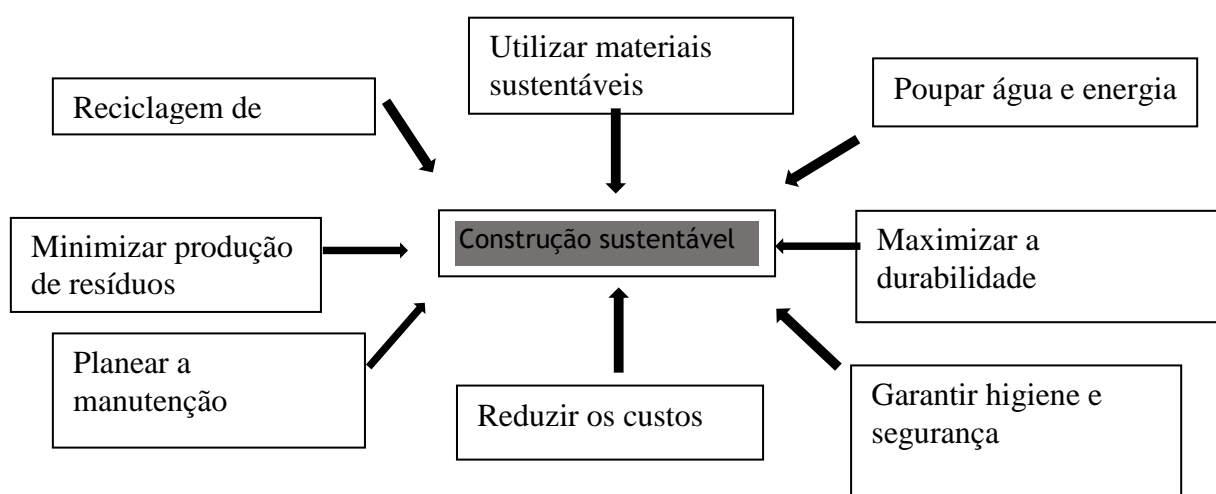 Utilizar materiais
sustentáveis
Reciclagem de
Poupar água e energia
Construção sustentável
Minimizar produção
de resíduos
Maximizar a
durabilidade
Planear a
manutenção
Reduzir os custos
Garantir higiene e
segurança